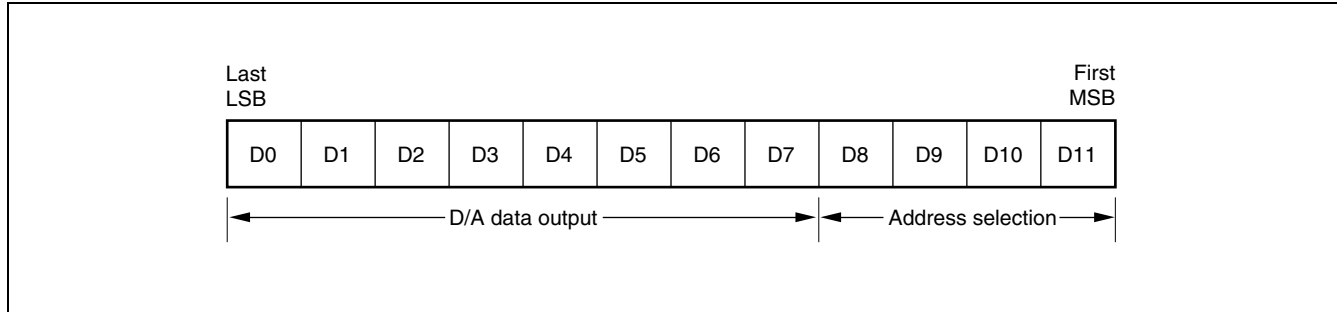 Last
LSB
First
MSB
D0 D1 D2 D3 D4 D5 D6 D7 D8 D9 D10 D11
D/A data output
Address selection